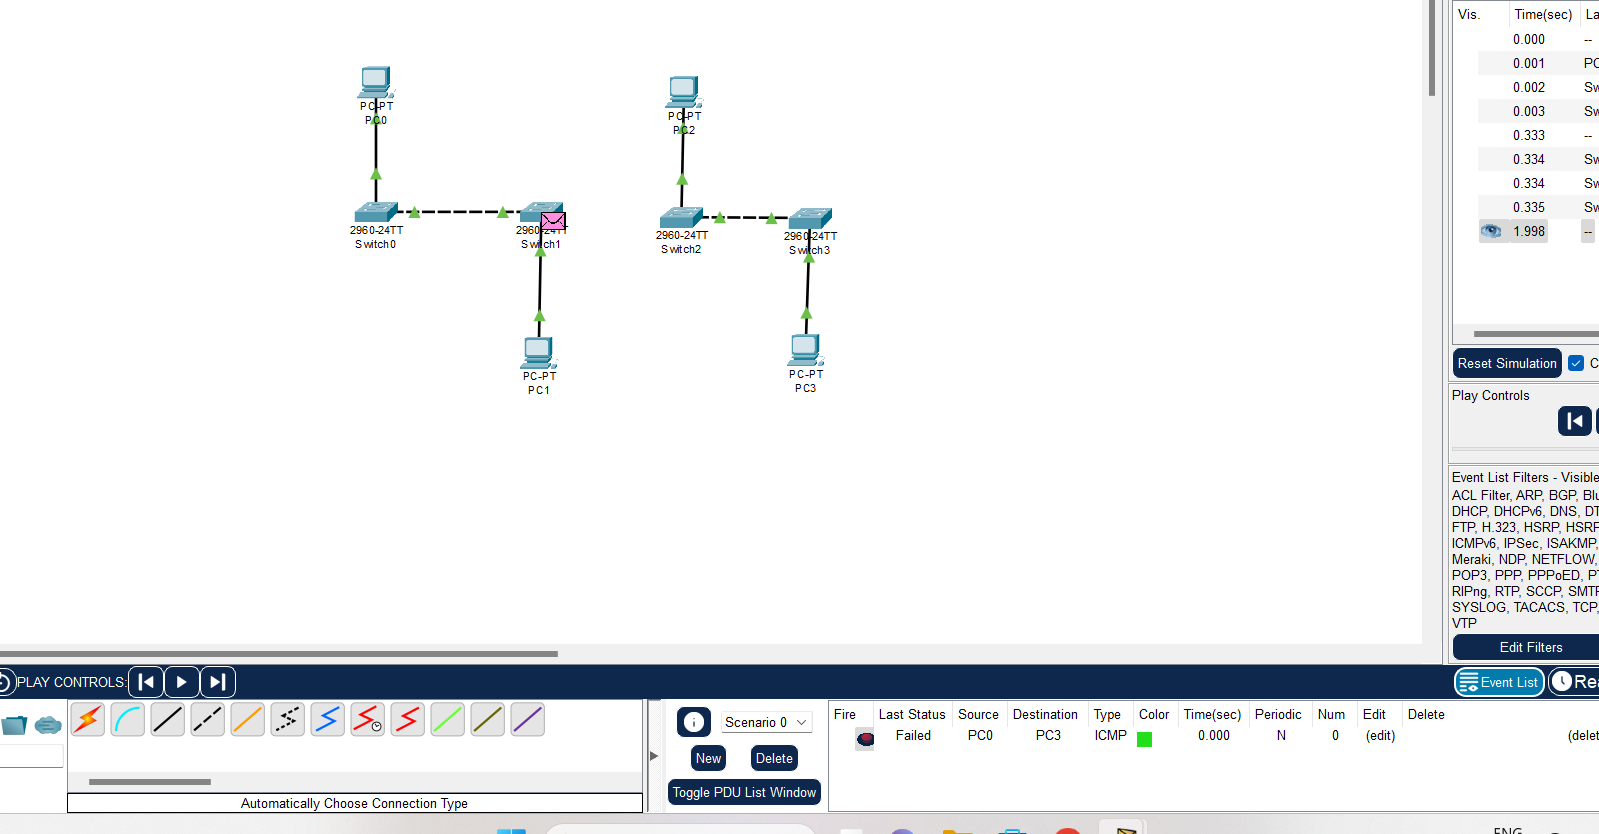 Vis. Time(sec) La
0.000 --
0.001 PC
0.002 Sw
0.003 Sw
0.333 --
0.334 Sw
0.334 Sw
0.335 Sw
1.998 --
PC-PT
PC0
PC-PT
PC2
2960-24TT
Switch0
2960-24TT
Switch1
2960-24TT
Switch2
2960-24TT
Switch3
PC-PT
PC1
PC-PT
PC3
Reset Simulation C
Play Controls
Event List Filters - Visible
ACL Filter, ARP, BGP, Blu
DHCP, DHCPv6, DNS, DT
FTP, H.323, HSRP, HSRP
ICMPv6, IPSec, ISAKMP,
Meraki, NDP, NETFLOW,
POP3, PPP, PPPoED, PT
RIPng, RTP, SCCP, SMTP
SYSLOG, TACACS, TCP,
VTP
Edit Filters
PLAY CONTROLS:
Event List Rea
Scenario 0
New Delete
Toggle PDU List Window
Fire Last Status Source Destination Type Color Time(sec) Periodic Num Edit Delete
Failed PC0 PC3 ICMP 0.000 N 0 (edit) (delet
Automatically Choose Connection Type
ENG